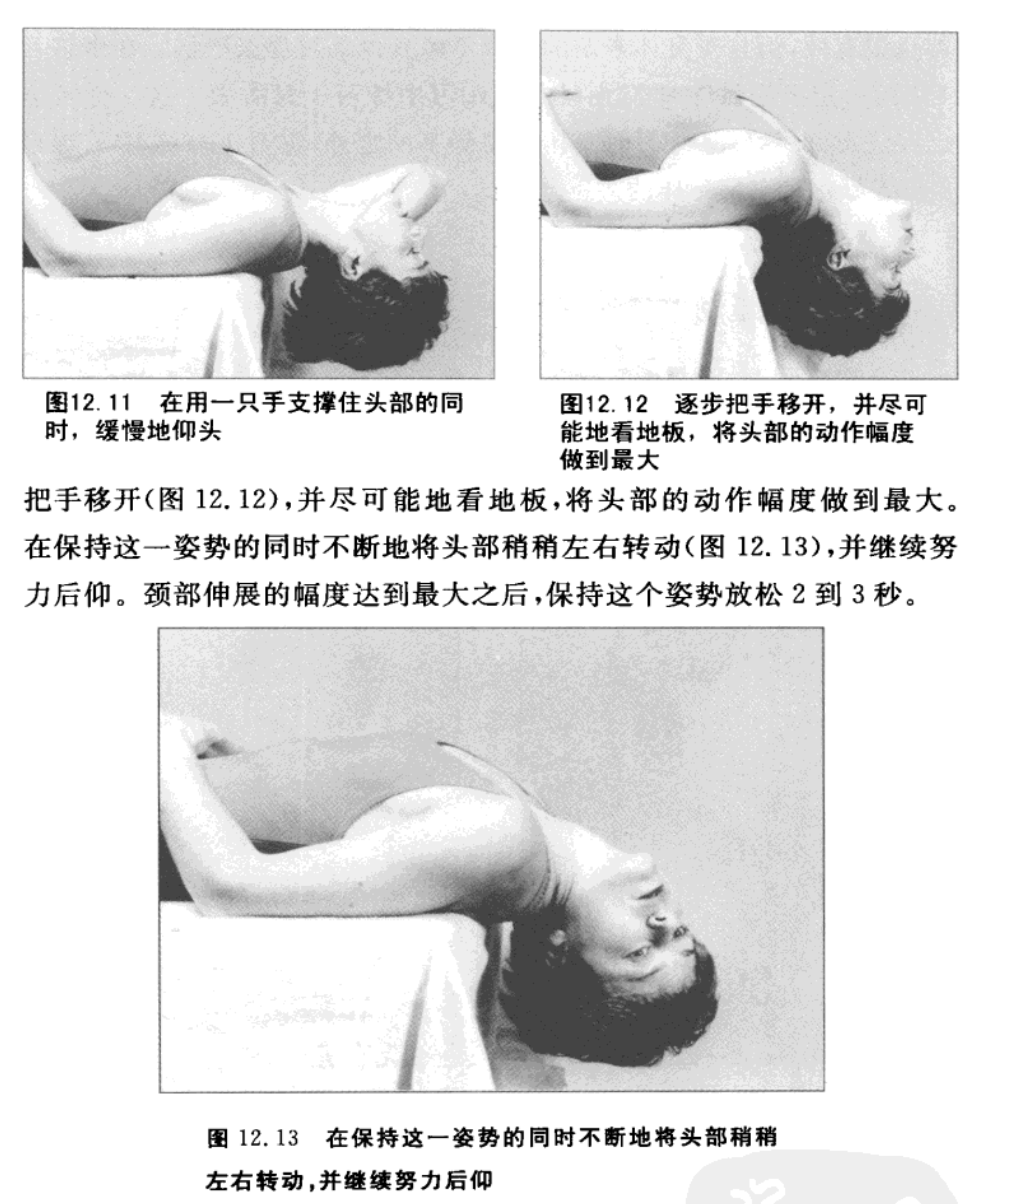 图12.11 在用一只手支撑住头部的同
时，缓慢地仰头
图12.12 逐步把手移开，并尽可
能地看地板，将头部的动作幅度
做到最大
把手移开(图 12.12),并尽可能地看地板,将头部的动作幅度做到最大。
在保持这一姿势的同时不断地将头部稍稍左右转动(图 12.13),并继续努
力后仰。颈部伸展的幅度达到最大之后,保持这个姿势放松 2 到 3 秒。
图 12.13 在保持这一姿势的同时不断地将头部稍稍
左右转动,并继续努力后仰